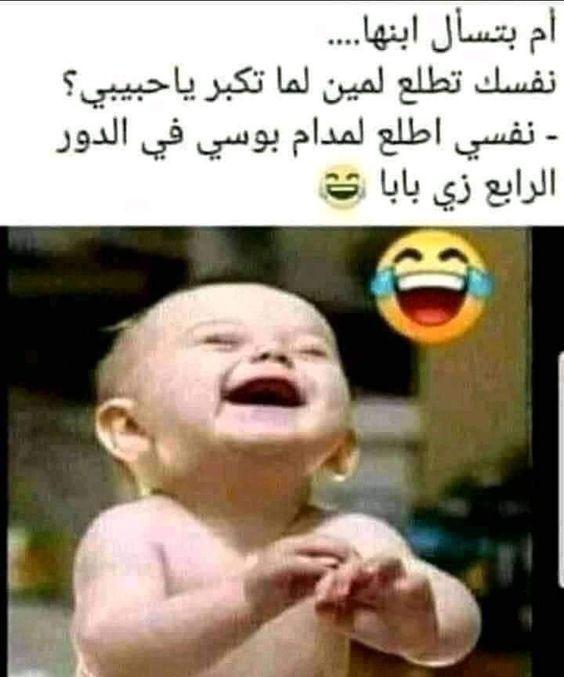 أم بتسأل ابنها....
نفسك تطلع لمين لما تكبر ياحبيبي؟
- نفسي اطلع لمدام بوسي في الدور
الرابع زي بابا 😂